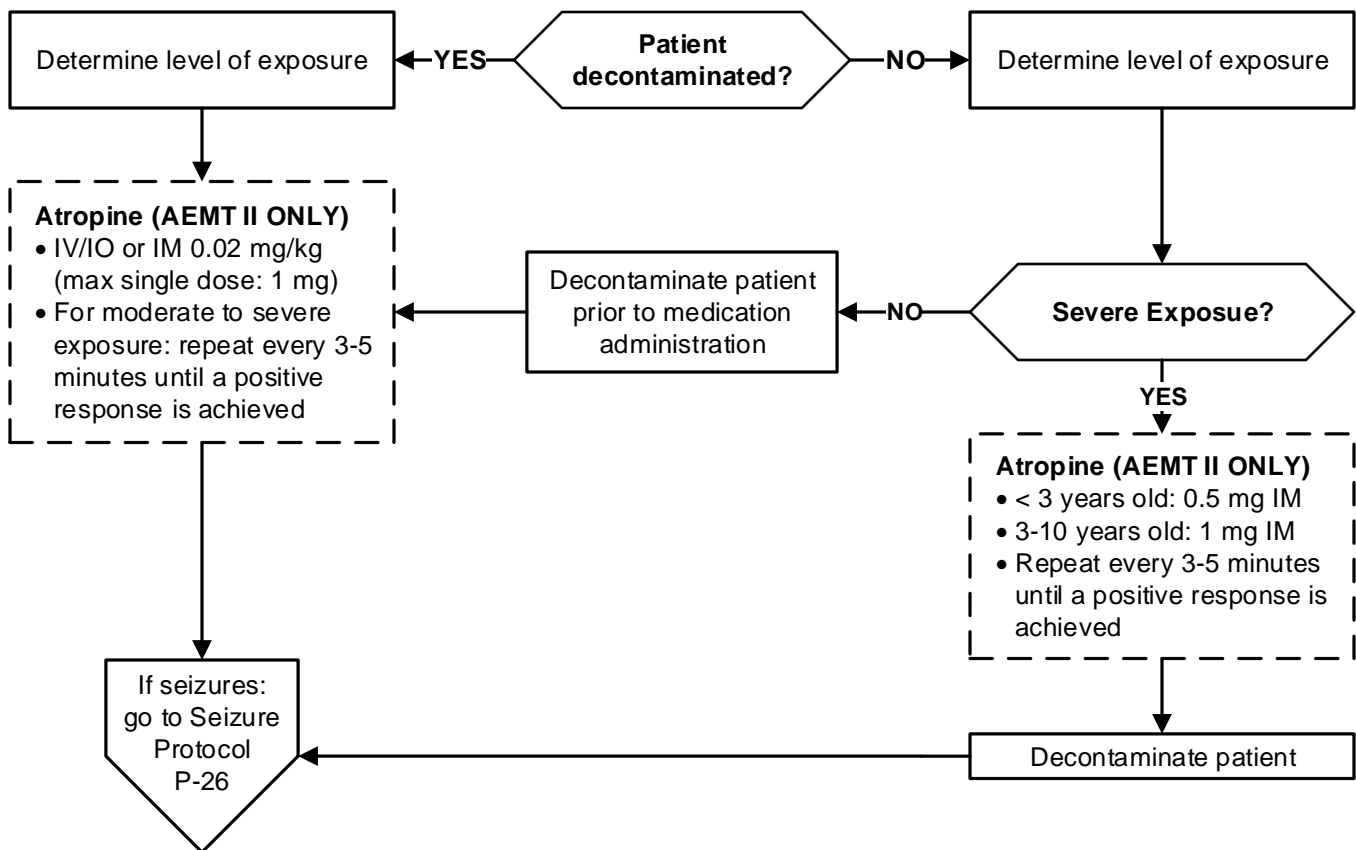 Patient
decontaminated?
YES
NO
Determine level of exposure
Determine level of exposure
Atropine (AEMT II ONLY)
• IV/IO or IM 0.02 mg/kg
(max single dose: 1 mg)
• For moderate to severe
exposure: repeat every 3-5
minutes until a positive
response is achieved
Decontaminate patient
prior to medication
administration
NO
Severe Exposue?
YES
Atropine (AEMT II ONLY)
• < 3 years old: 0.5 mg IM
• 3-10 years old: 1 mg IM
• Repeat every 3-5 minutes
until a positive response is
achieved
If seizures:
go to Seizure
Protocol
P-26
Decontaminate patient